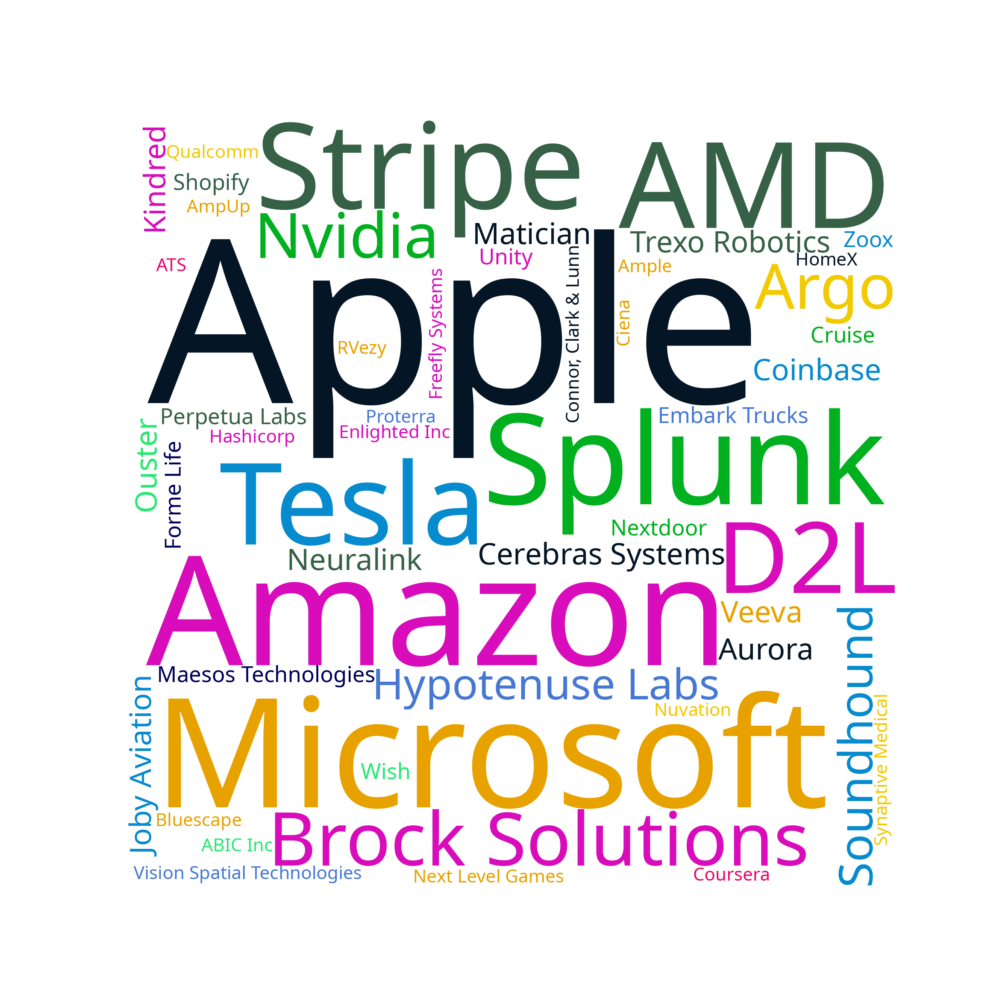 Kindred
Qualcomm
Stripe
AMD
Shopify
AmpUp
Nvidia
Matician
Trexo Robotics
Zoox
ATS
Apple
Unity
Ample
HomeX
Argo
Freefly Systems
Connor, Clark & Lunn
Ciena
RVezy
Cruise
Coinbase
Perpetua Labs
Proterra
Embark Trucks
Hashicorp
Enlighted Inc
Splunk
Ouster
Forme Life
Tesla
Nextdoor
D2L
Neuralink
Cerebras Systems
Amazon
Veeva
Aurora
Soundhound
Maesos Technologies
Hypotenuse Labs
Joby Aviation
Microsoft
Nuvation
Synaptive Medical
Wish
Bluescape
Brock Solutions
ABIC Inc
Vision Spatial Technologies
Next Level Games
Coursera